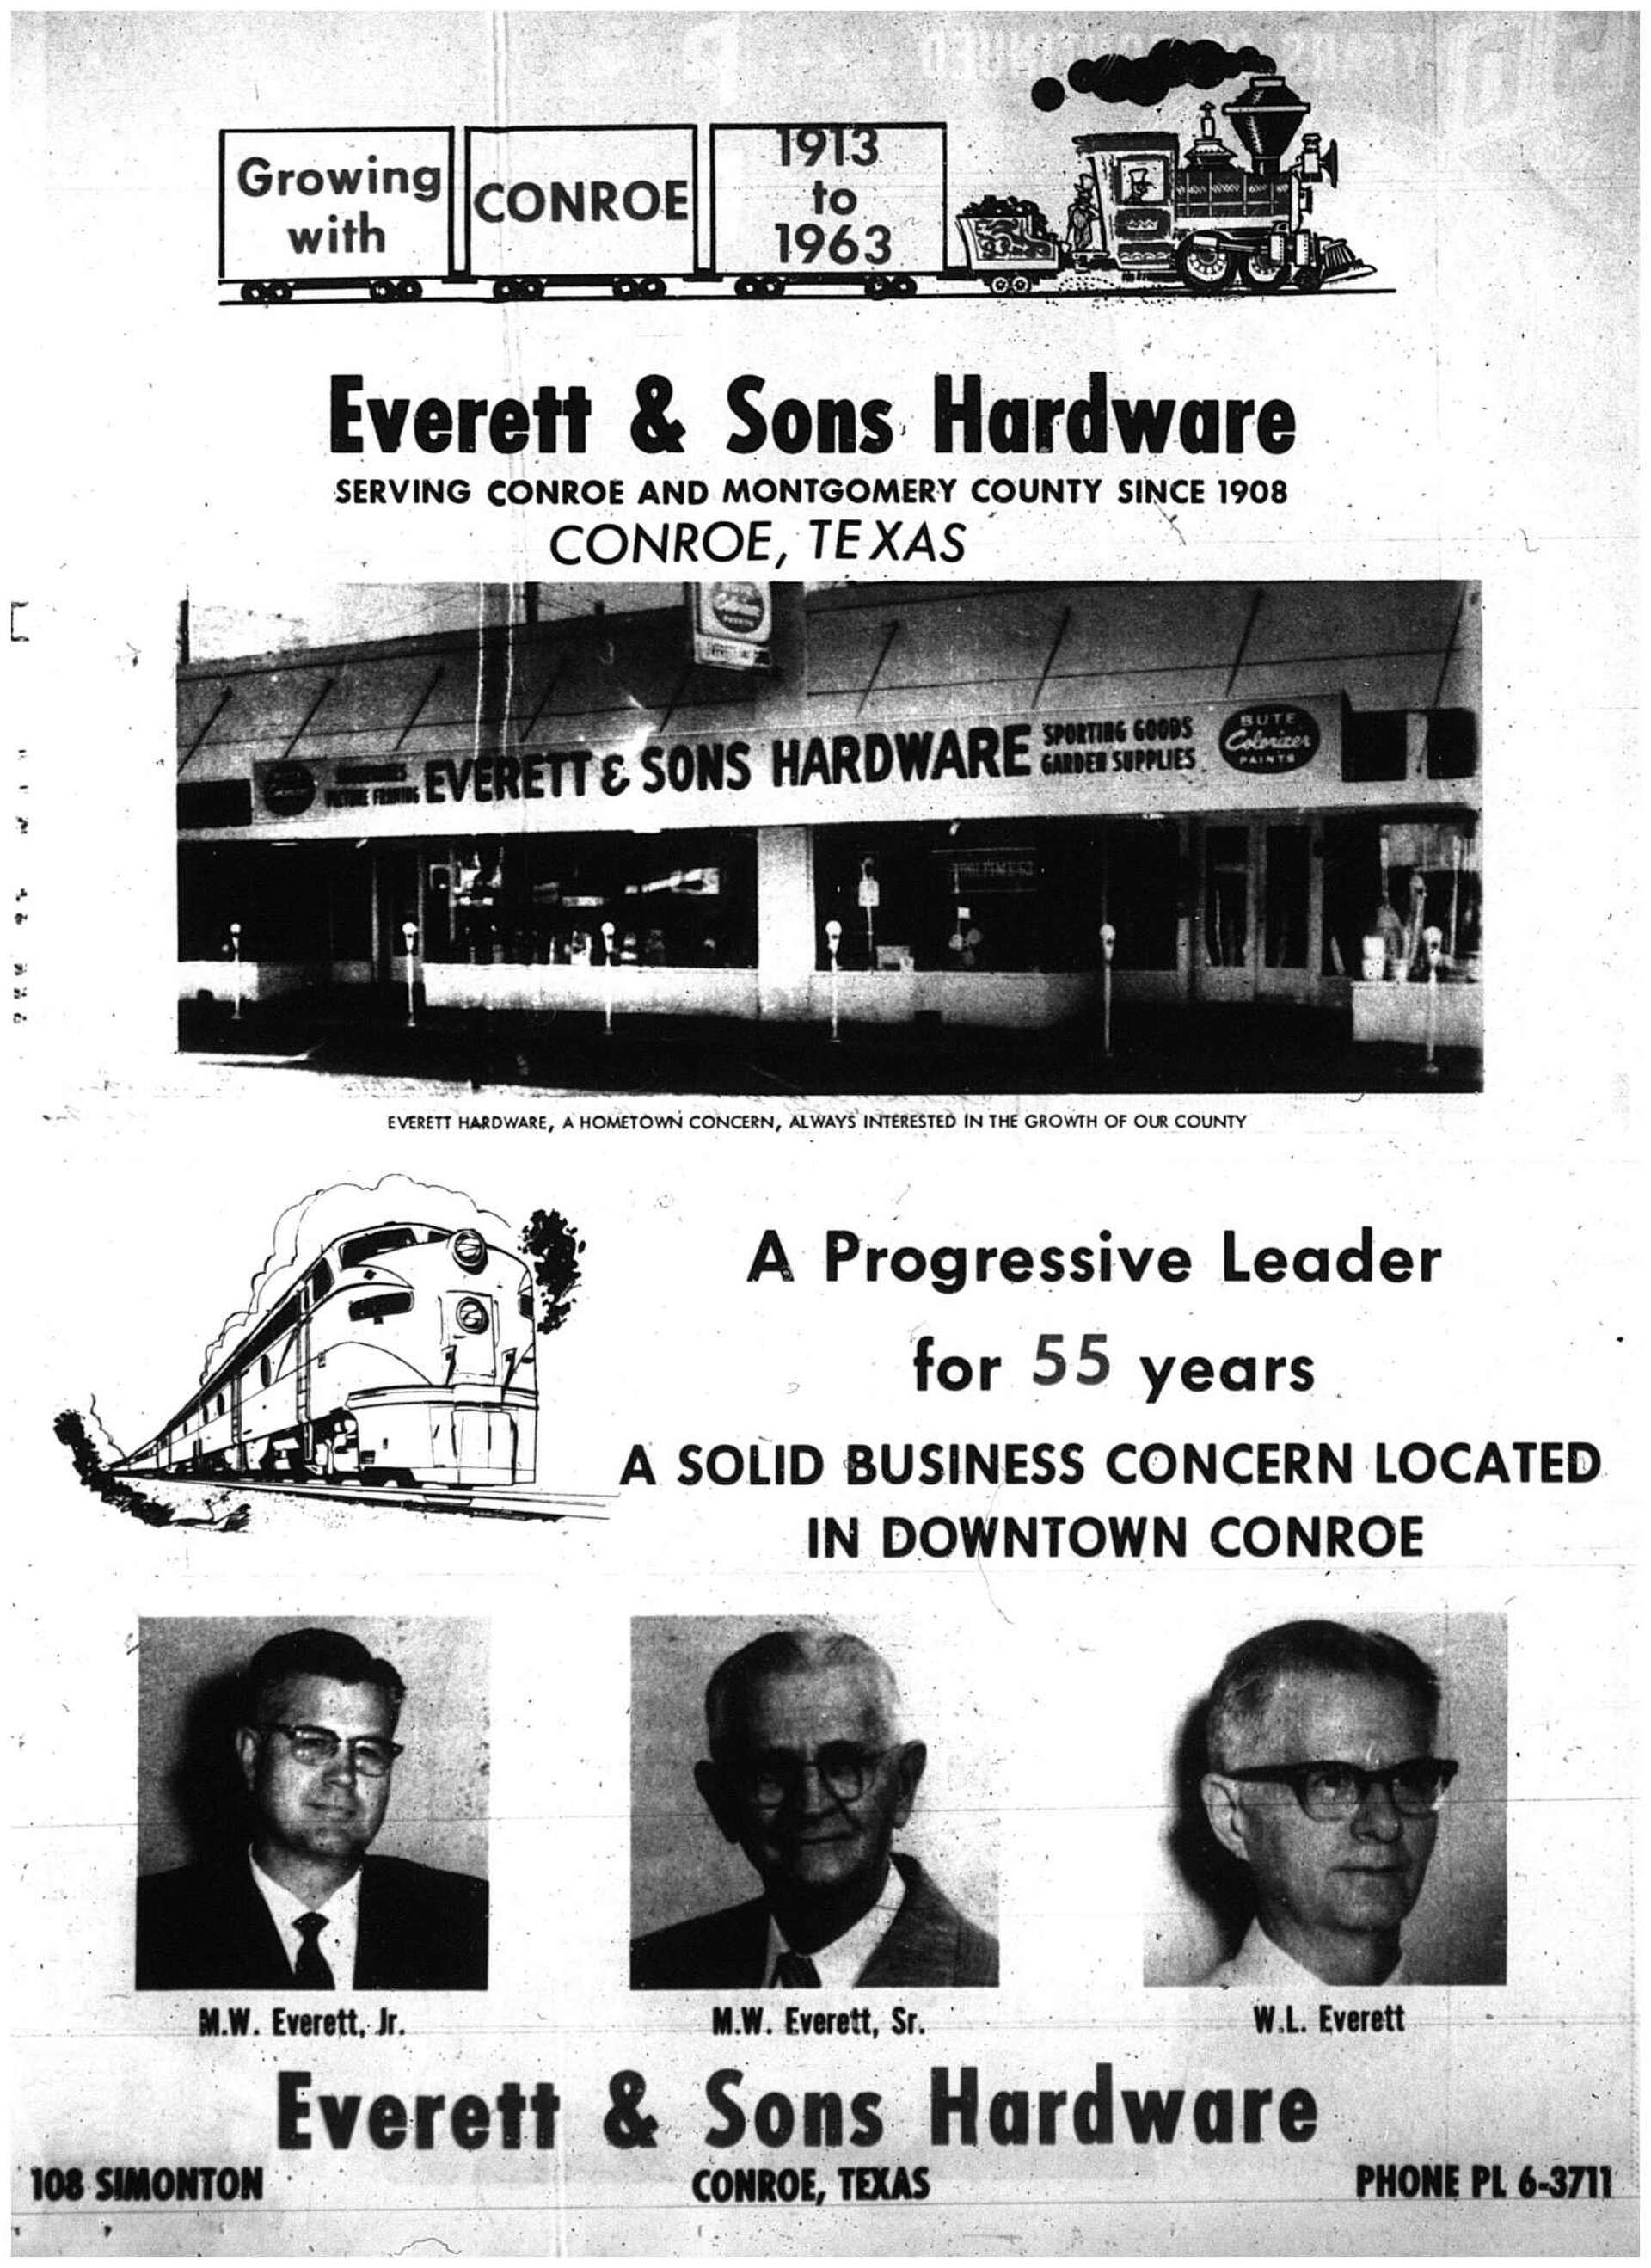 Growing
with
CONROE
1913
to
1963
Everett & Sons Hardware
SERVING CONROE AND MONTGOMERY COUNTY SINCE 1908
CONROE, TEXAS
EVERETT & SONS HARDWARE
SPORTING GOODS
GARDEN SUPPLIES
BUTE
Colorizer
PAINTS
EVERETT HARDWARE, A HOMETOWN CONCERN, ALWAYS INTERESTED IN THE GROWTH OF OUR COUNTY
A Progressive Leader
for 55 years
A SOLID BUSINESS CONCERN LOCATED
IN DOWNTOWN CONROE
M.W. Everett, Jr.
M.W. Everett, Sr.
W.L. Everett
Everett & Sons Hardware
108 SIMONTON
CONROE, TEXAS
PHONE PL 6-3711